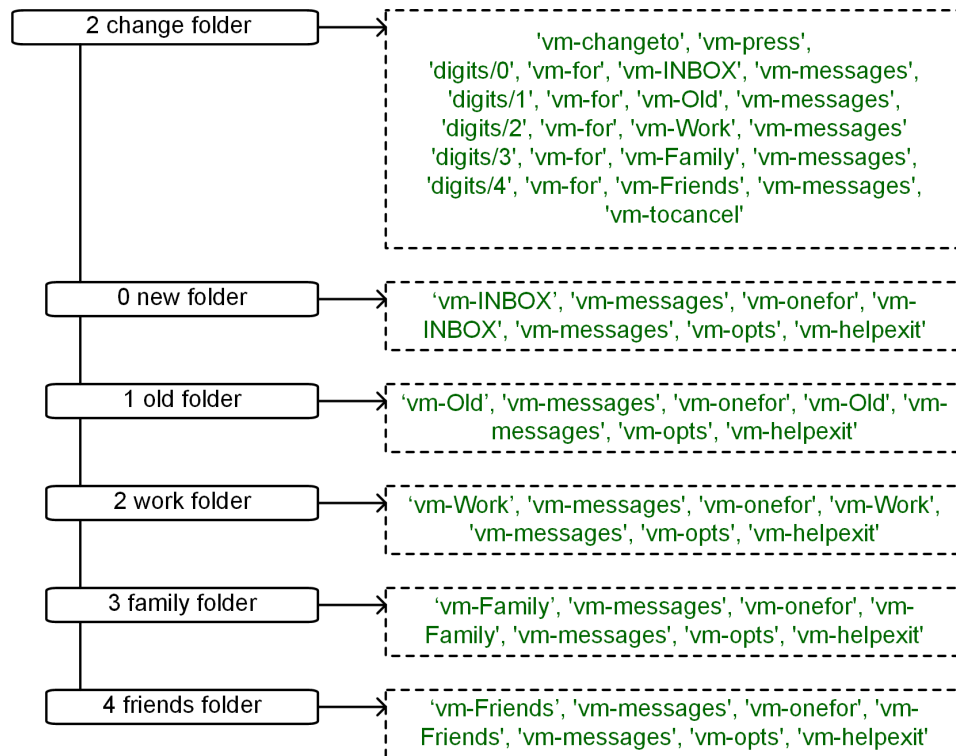 2 change folder
'vm-changeto', 'vm-press',
'digits/0', 'vm-for', 'vm-INBOX', 'vm-messages',
'digits/1', 'vm-for', 'vm-Old', 'vm-messages',
'digits/2', 'vm-for', 'vm-Work', 'vm-messages'
'digits/3', 'vm-for', 'vm-Family', 'vm-messages',
'digits/4', 'vm-for', 'vm-Friends', 'vm-messages',
'vm-tocancel'
0 new folder
‘vm-INBOX’, 'vm-messages', 'vm-onefor', 'vm-
INBOX', 'vm-messages', 'vm-opts', 'vm-helpexit'
1 old folder
‘vm-Old’, 'vm-messages', 'vm-onefor', 'vm-Old', 'vm-
messages', 'vm-opts', 'vm-helpexit'
2 work folder
‘vm-Work’, 'vm-messages', 'vm-onefor', 'vm-Work',
'vm-messages', 'vm-opts', 'vm-helpexit'
3 family folder
‘vm-Family’, 'vm-messages', 'vm-onefor', 'vm-
Family', 'vm-messages', 'vm-opts', 'vm-helpexit'
4 friends folder
‘vm-Friends’, 'vm-messages', 'vm-onefor', 'vm-
Friends', 'vm-messages', 'vm-opts', 'vm-helpexit'